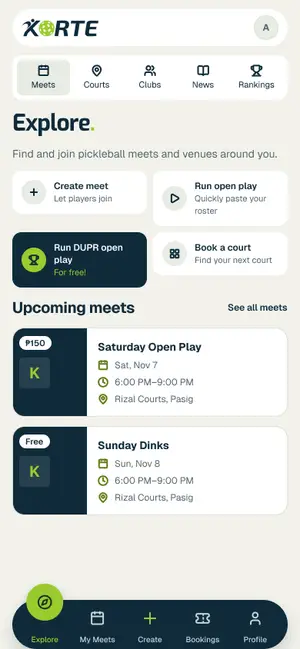 XORTE
A
Meets
Courts
Clubs
News
Rankings
Explore.
Find and join pickleball meets and venues around you.
Create meet
Let players join
Run open play
Quickly paste your
roster
Run DUPR open
play
For free!
Book a court
Find your next court
Upcoming meets
See all meets
₱150
K
Saturday Open Play
Sat, Nov 7
6:00 PM–9:00 PM
Rizal Courts, Pasig
Free
K
Sunday Dinks
Sun, Nov 8
6:00 PM–9:00 PM
Rizal Courts, Pasig
Explore
My Meets
Create
Bookings
Profile